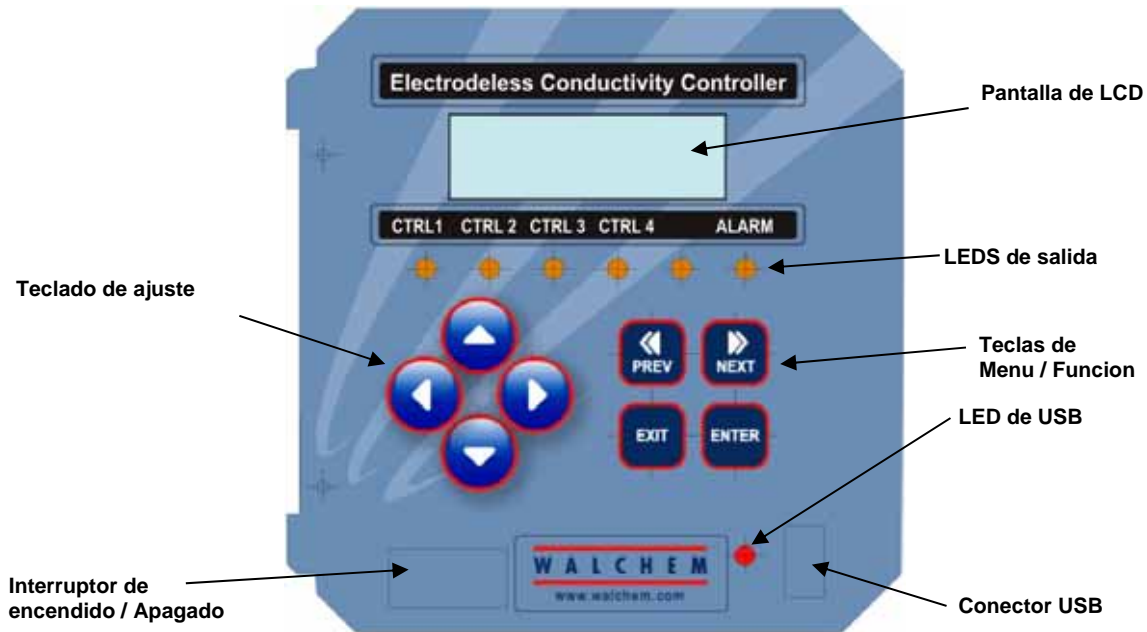 Electrodeless Conductivity Controller
Pantalla de LCD
CTRL1 CTRL 2 CTRL 3 CTRL 4 ALARM
LEDS de salida
Teclado de ajuste
PREV NEXT
Teclas de
Menu / Funcion
EXIT ENTER
LED de USB
WALCHEM
www.walchem.com
Interruptor de
encendido / Apagado
Conector USB